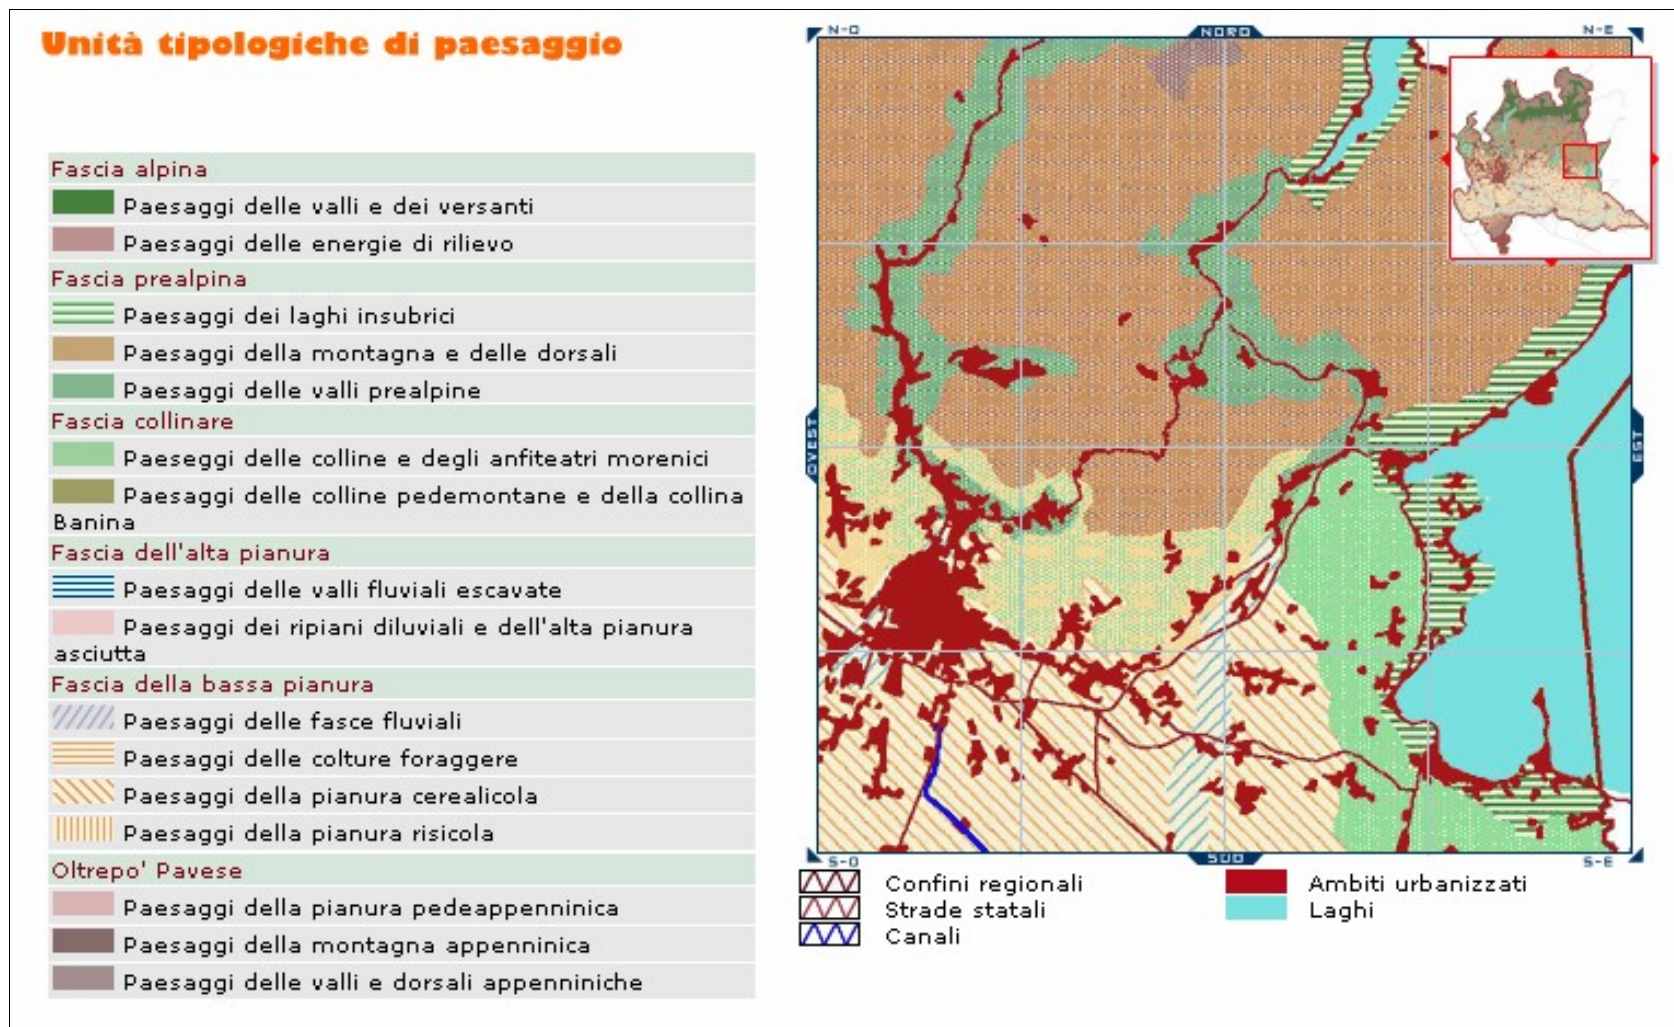 Unità tipologiche di paesaggio
Fascia alpina
Paesaggi delle valli e dei versanti
Paesaggi delle energie di rilievo
Fascia prealpina
Paesaggi dei laghi insubrici
Paesaggi della montagna e delle dorsali
Paesaggi delle valli prealpine
Fascia collinare
Paeseggi delle colline e degli anfiteatri morenici
Paesaggi delle colline pedemontane e della collina
Banina
Fascia dell'alta pianura
Paesaggi delle valli fluviali escavate
Paesaggi dei ripiani diluviali e dell'alta pianura
asciutta
Fascia della bassa pianura
Paesaggi delle fasce fluviali
Paesaggi delle colture foraggere
Paesaggi della pianura cerealicola
Paesaggi della pianura risicola
Oltrepo' Pavese
Paesaggi della pianura pedeappenninica
Paesaggi della montagna appenninica
Paesaggi delle valli e dorsali appenniniche
N-O
NORD
N-E
OVEST
EST
S-O
SUD
S-E
Confini regionali
Strade statali
Canali
Ambiti urbanizzati
Laghi